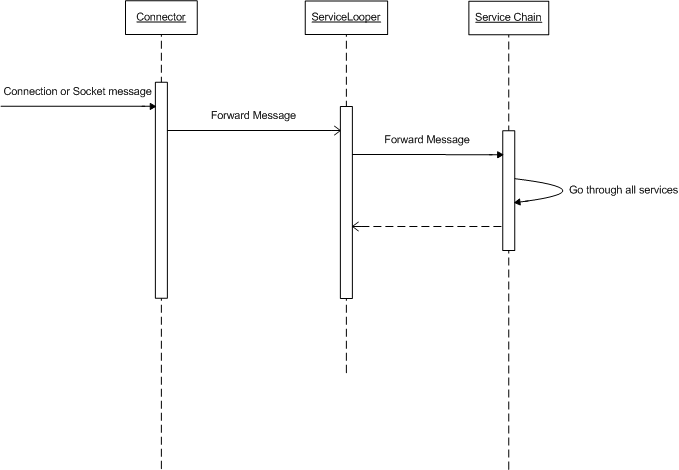 Connector
ServiceLooper
Service Chain
Connection or Socket message
Forward Message
Forward Message
Go through all services